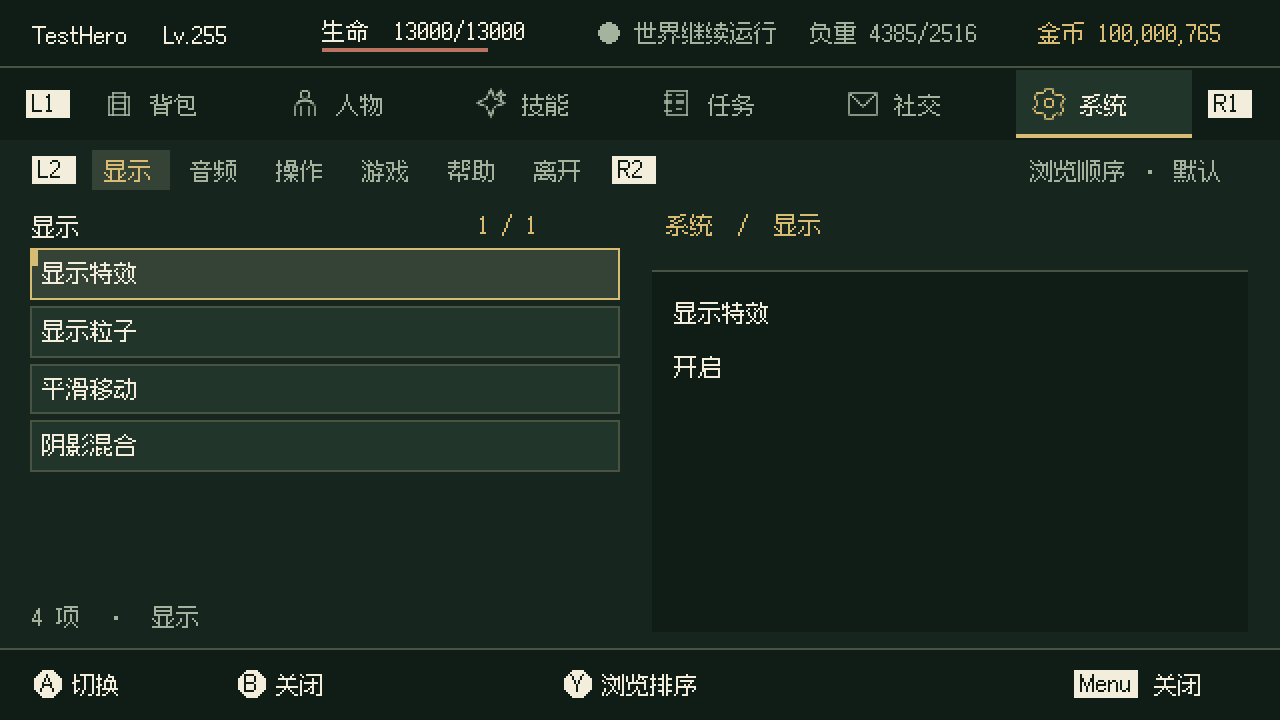 TestHero Lv.255 生命 13000/13000 世界继续运行 负重 4385/2516 金币 100,000,765
L1 背包 人物 技能 任务 社交 系统 R1
L2 显示 音频 操作 游戏 帮助 离开 R2 浏览顺序 · 默认
显示 1 / 1
显示特效
显示粒子
平滑移动
阴影混合
4 项 · 显示
系统 / 显示
显示特效
开启
A 切换 B 关闭 Y 浏览排序 Menu 关闭